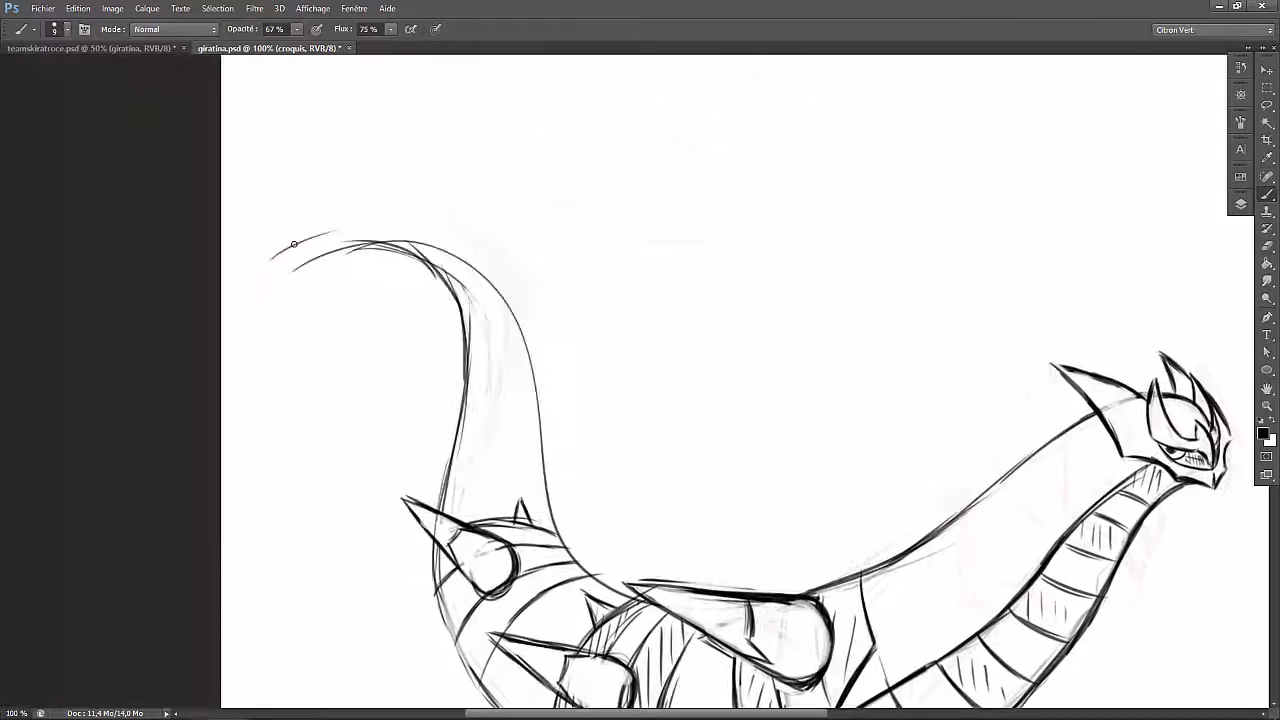 Ps Fichier Edition Image Calque Texte Sélection Filtre 3D Affichage Fenêtre Aide
9 Mode : Normal Opacité : 67 % Flux : 75 % Citron Vert
teamskiratroce.psd @ 50% (giratina, RVB/8) * × giratina.psd @ 100% (croquis, RVB/8) * ×
100 % Doc : 11,4 Mo/14,0 Mo